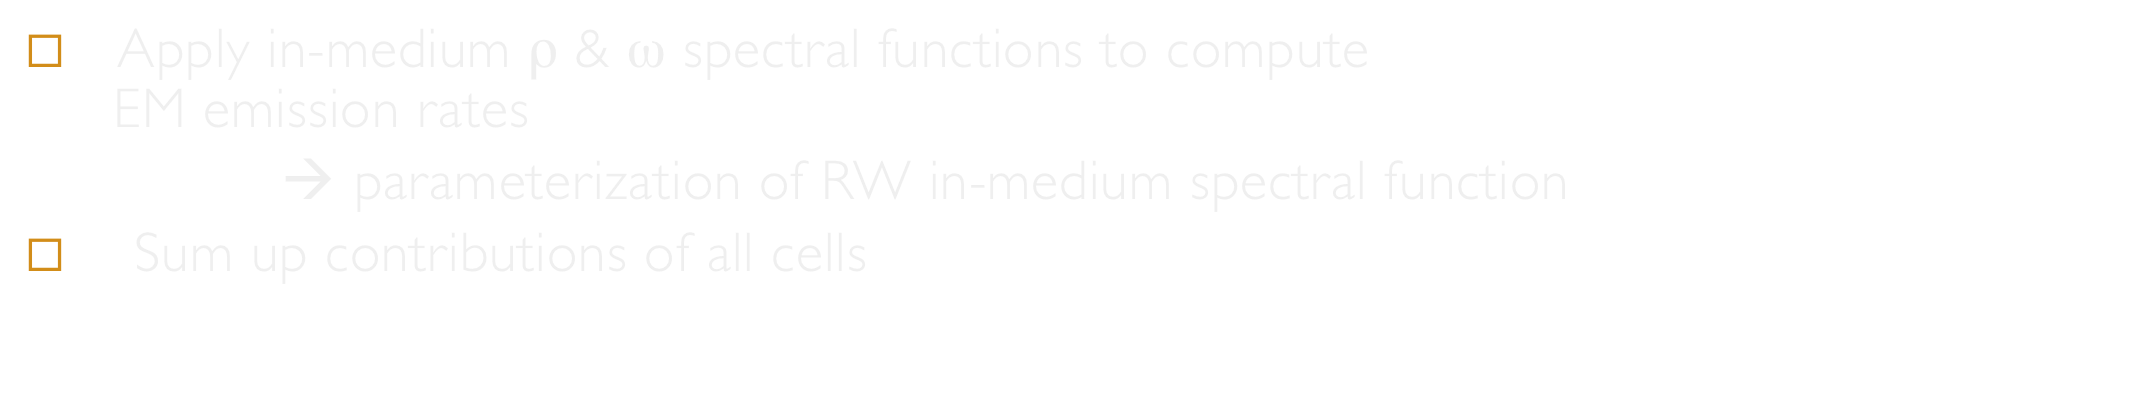 Apply in-medium ρ & ω spectral functions to compute
EM emission rates
→ parameterization of RW in-medium spectral function
Sum up contributions of all cells